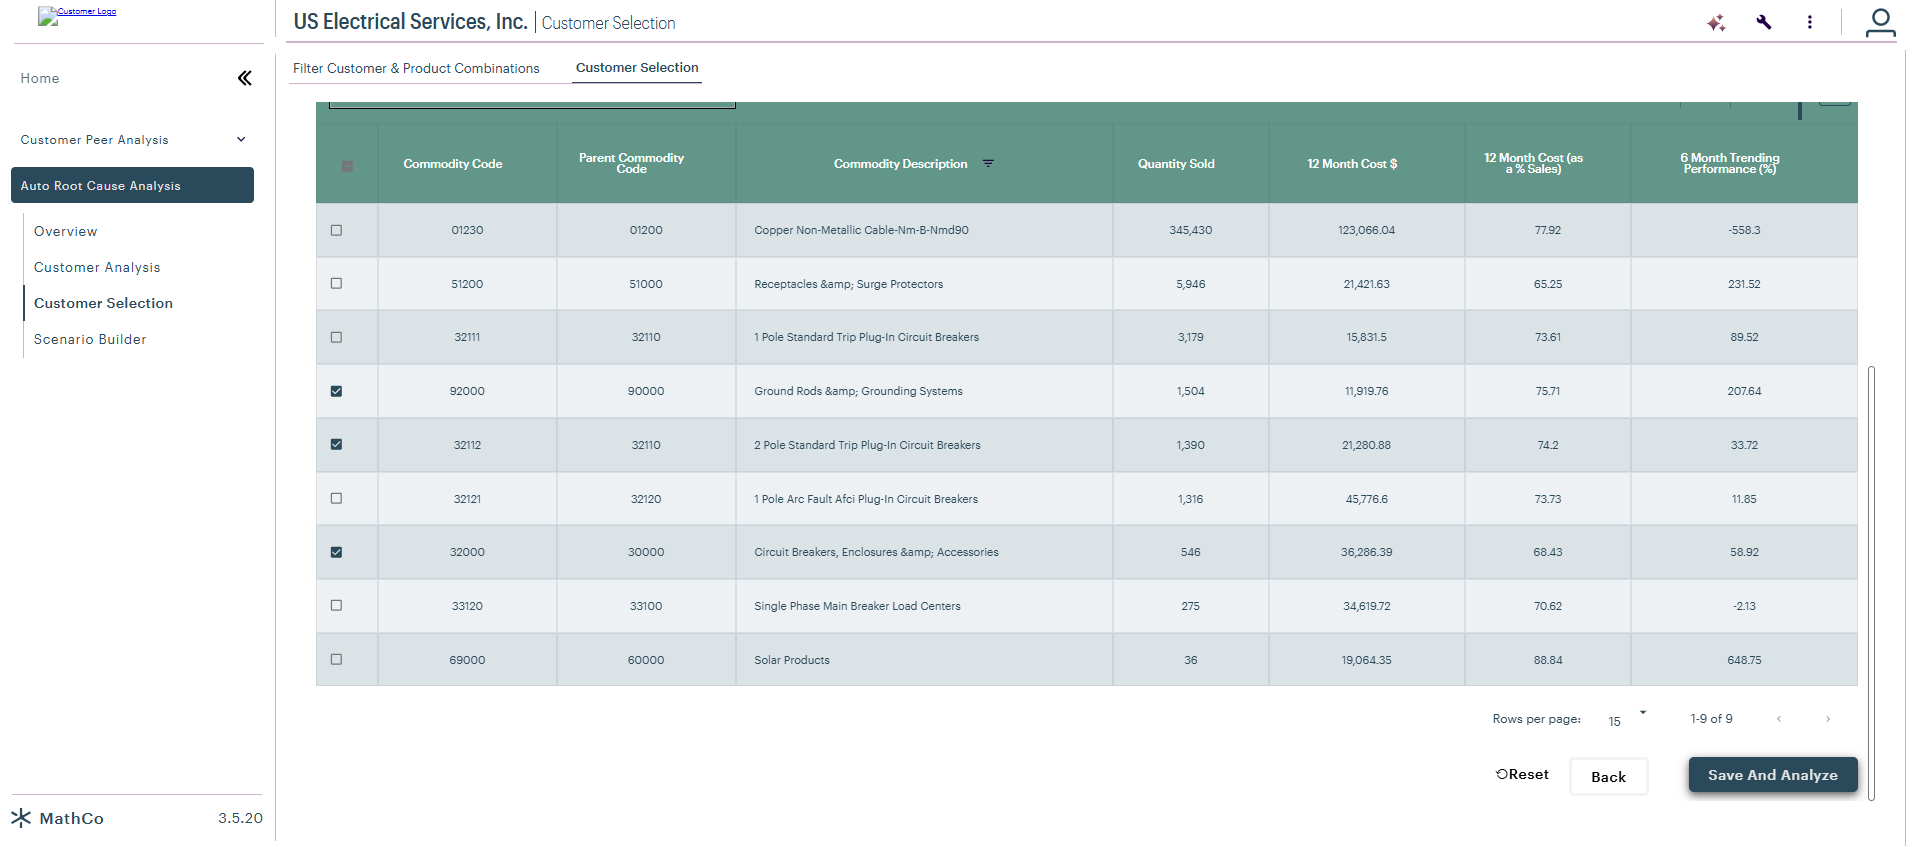 Customer Logo
US Electrical Services, Inc. Customer Selection
Home
Filter Customer & Product Combinations Customer Selection
Customer Peer Analysis
Auto Root Cause Analysis
Overview
Customer Analysis
Customer Selection
Scenario Builder
MathCo 3.5.20
Commodity Code
Parent Commodity
Code
Commodity Description
Quantity Sold
12 Month Cost $
12 Month Cost (as
a % Sales)
6 Month Trending
Performance (%)
01230 01200 Copper Non-Metallic Cable-Nm-B-Nmd90 345,430 123,066.04 77.92 -558.3
51200 51000 Receptacles &amp; Surge Protectors 5,946 21,421.63 65.25 231.52
32111 32110 1 Pole Standard Trip Plug-In Circuit Breakers 3,179 15,831.5 73.61 89.52
92000 90000 Ground Rods &amp; Grounding Systems 1,504 11,919.76 75.71 207.64
32112 32110 2 Pole Standard Trip Plug-In Circuit Breakers 1,390 21,280.88 74.2 33.72
32121 32120 1 Pole Arc Fault Afci Plug-In Circuit Breakers 1,316 45,776.6 73.73 11.85
32000 30000 Circuit Breakers, Enclosures &amp; Accessories 546 36,286.39 68.43 58.92
33120 33100 Single Phase Main Breaker Load Centers 275 34,619.72 70.62 -2.13
69000 60000 Solar Products 36 19,064.35 88.84 648.75
Rows per page: 15 1-9 of 9
Reset Back Save And Analyze